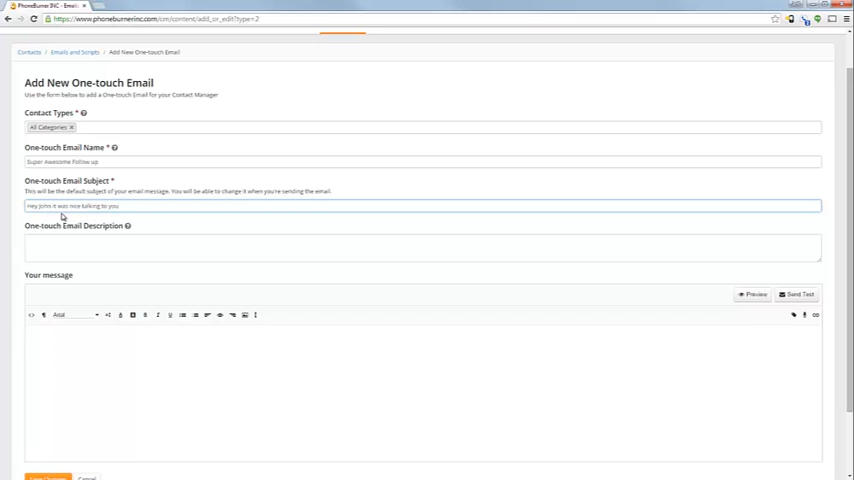 PhoneBurner INC - Email
https://www.phoneburnerinc.com/cm/content/add_or_edit?type=2
Contacts / Emails and Scripts / Add New One-touch Email
Add New One-touch Email
Use the form below to add a One-touch Email for your Contact Manager
Contact Types *
All Categories x
One-touch Email Name *
Super Awesome Follow up
One-touch Email Subject *
This will be the default subject of your email message. You will be able to change it when you're sending the email.
Hey John it was nice talking to you
One-touch Email Description
Your message
Preview Send Test
Arial
Cancel